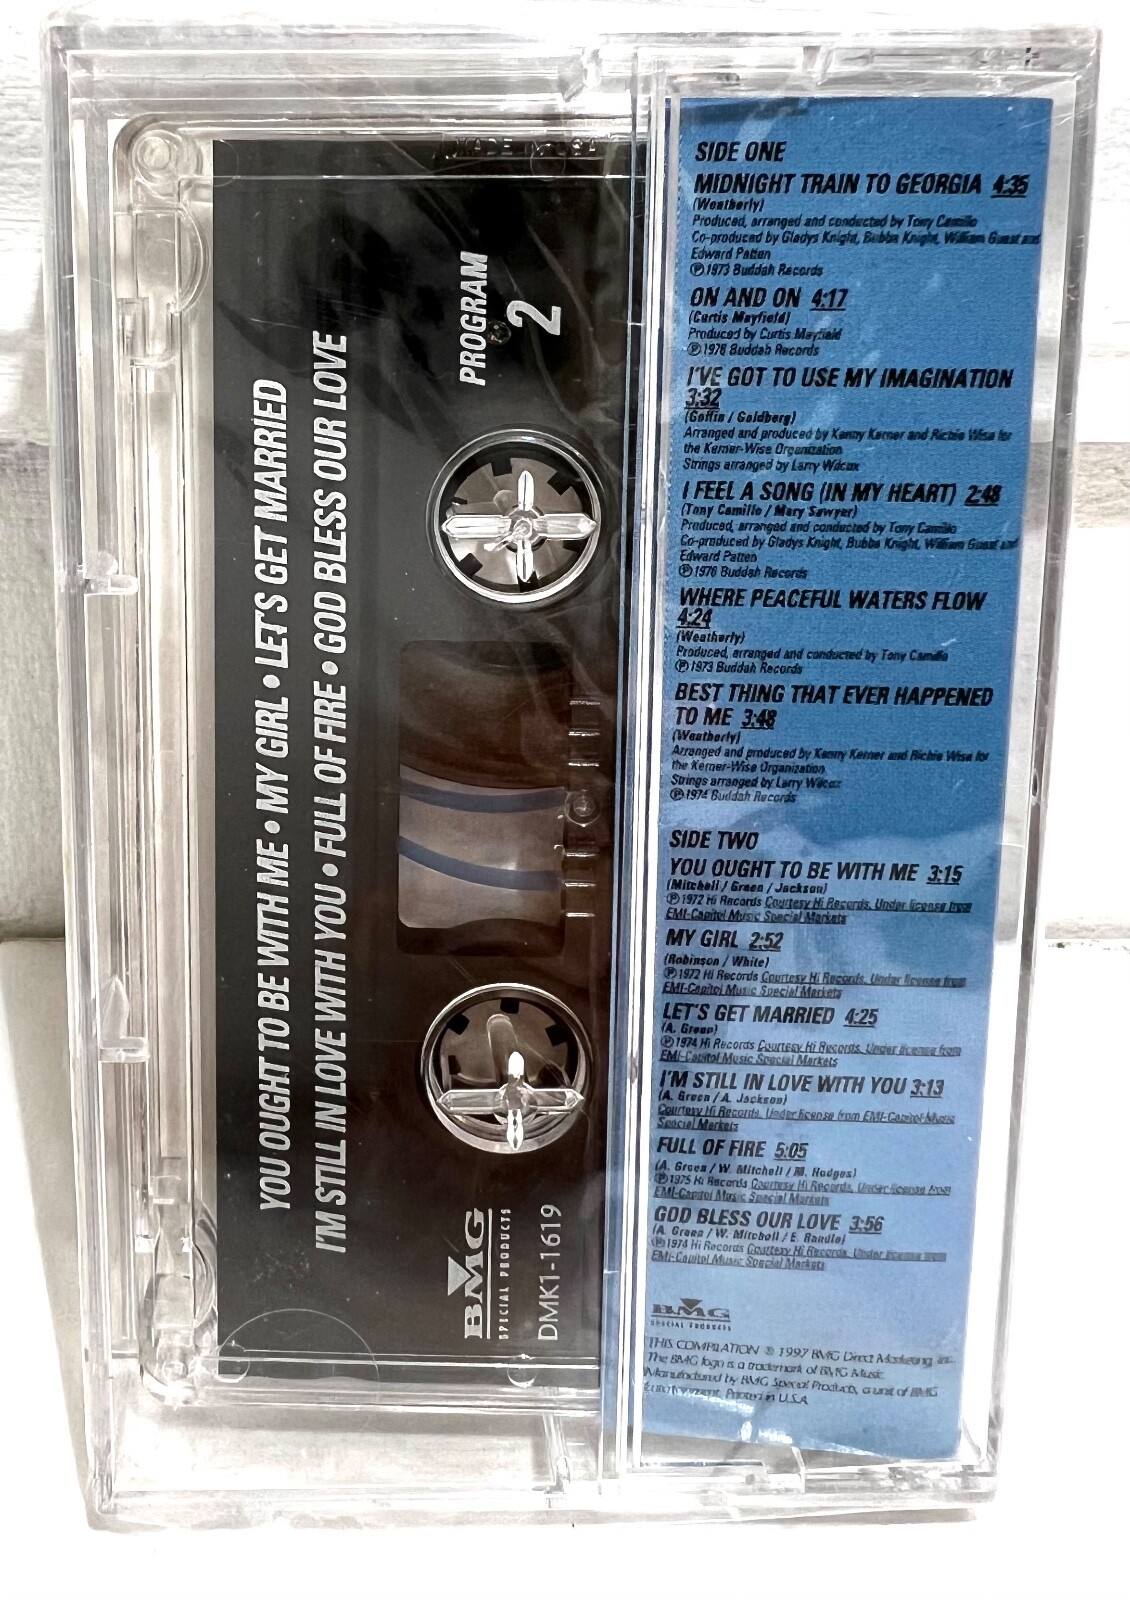 MADE IN USA
PROGRAM
2
YOU OUGHT TO BE WITH ME • MY GIRL • LET'S GET MARRIED
I'M STILL IN LOVE WITH YOU • FULL OF FIRE • GOD BLESS OUR LOVE
BMG
SPECIAL PRODUCTS
DMK1-1619
SIDE ONE
MIDNIGHT TRAIN TO GEORGIA 4:35
(Weatherly)
Produced, arranged and conducted by Tony Camillo
Co-produced by Gladys Knight, Bubba Knight, William Guest and
Edward Patten
℗1973 Buddah Records
ON AND ON 4:17
(Curtis Mayfield)
Produced by Curtis Mayfield
℗1976 Buddah Records
I'VE GOT TO USE MY IMAGINATION
3:32
(Goffin / Goldberg)
Arranged and produced by Kenny Kerner and Richie Wise for
the Kerner-Wise Organization
Strings arranged by Larry Wilcox
I FEEL A SONG (IN MY HEART) 2:48
(Tony Camillo / Mary Sawyer)
Produced, arranged and conducted by Tony Camillo
Co-produced by Gladys Knight, Bubba Knight, William Guest and
Edward Patten
℗1976 Buddah Records
WHERE PEACEFUL WATERS FLOW
4:24
(Weatherly)
Produced, arranged and conducted by Tony Camillo
℗1973 Buddah Records
BEST THING THAT EVER HAPPENED
TO ME 3:48
(Weatherly)
Arranged and produced by Kenny Kerner and Richie Wise for
the Kerner-Wise Organization
Strings arranged by Larry Wilcox
℗1974 Buddah Records
SIDE TWO
YOU OUGHT TO BE WITH ME 3:15
(Mitchell / Green / Jackson)
℗1972 Hi Records Courtesy Hi Records, Under license from
EMI-Capitol Music Special Markets
MY GIRL 2:52
(Robinson / White)
℗1972 Hi Records Courtesy Hi Records, Under license from
EMI-Capitol Music Special Markets
LET'S GET MARRIED 4:25
(A. Green)
℗1974 Hi Records Courtesy Hi Records, Under license from
EMI-Capitol Music Special Markets
I'M STILL IN LOVE WITH YOU 3:13
(A. Green / A. Jackson)
Courtesy Hi Records, Under license from EMI-Capitol Music
Special Markets
FULL OF FIRE 5:05
(A. Green / W. Mitchell / M. Hodges)
℗1975 Hi Records Courtesy Hi Records, Under license from
EMI-Capitol Music Special Markets
GOD BLESS OUR LOVE 3:56
(A. Green / W. Mitchell / E. Randle)
℗1974 Hi Records Courtesy Hi Records, Under license from
EMI-Capitol Music Special Markets
BMG
SPECIAL PRODUCTS
THIS COMPILATION ℗ 1997 BMG Direct Marketing, Inc.
The BMG logo is a trademark of BMG Music
Manufactured by BMG Special Products, a unit of BMG
Entertainment, Printed in U.S.A.